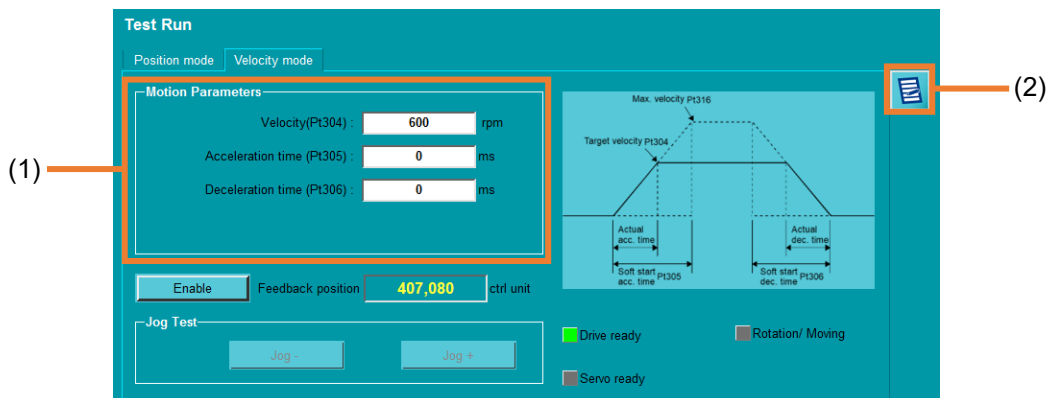 Test Run
Position mode Velocity mode
(2)
Motion Parameters
Velocity(Pt304) : 600 rpm
Acceleration time (Pt305) : 0 ms
Deceleration time (Pt306) : 0 ms
(1)
Max. velocity Pt316
Target velocity Pt304
Actual
acc. time
Actual
dec. time
Soft start
acc. time
Pt305
Soft start
dec. time
Pt306
Enable Feedback position 407,080 ctrl unit
Jog Test
Jog - Jog +
Drive ready Rotation/ Moving
Servo ready